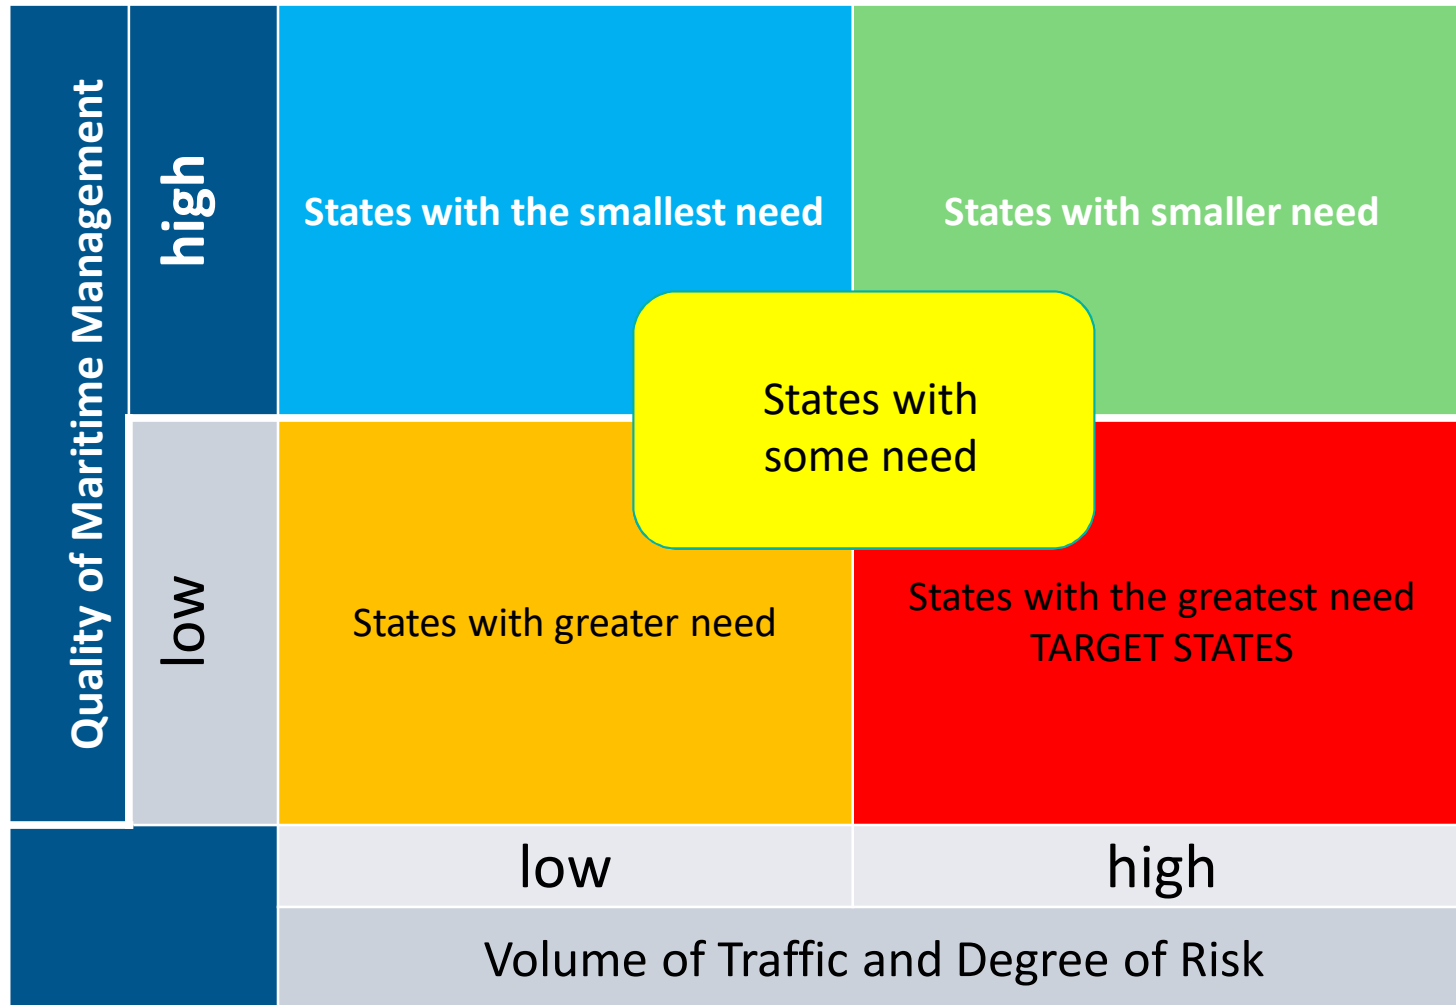 Quality of Maritime Management
high
States with the smallest need
States with smaller need
States with
some need
low
States with greater need
States with the greatest need
TARGET STATES
low
high
Volume of Traffic and Degree of Risk